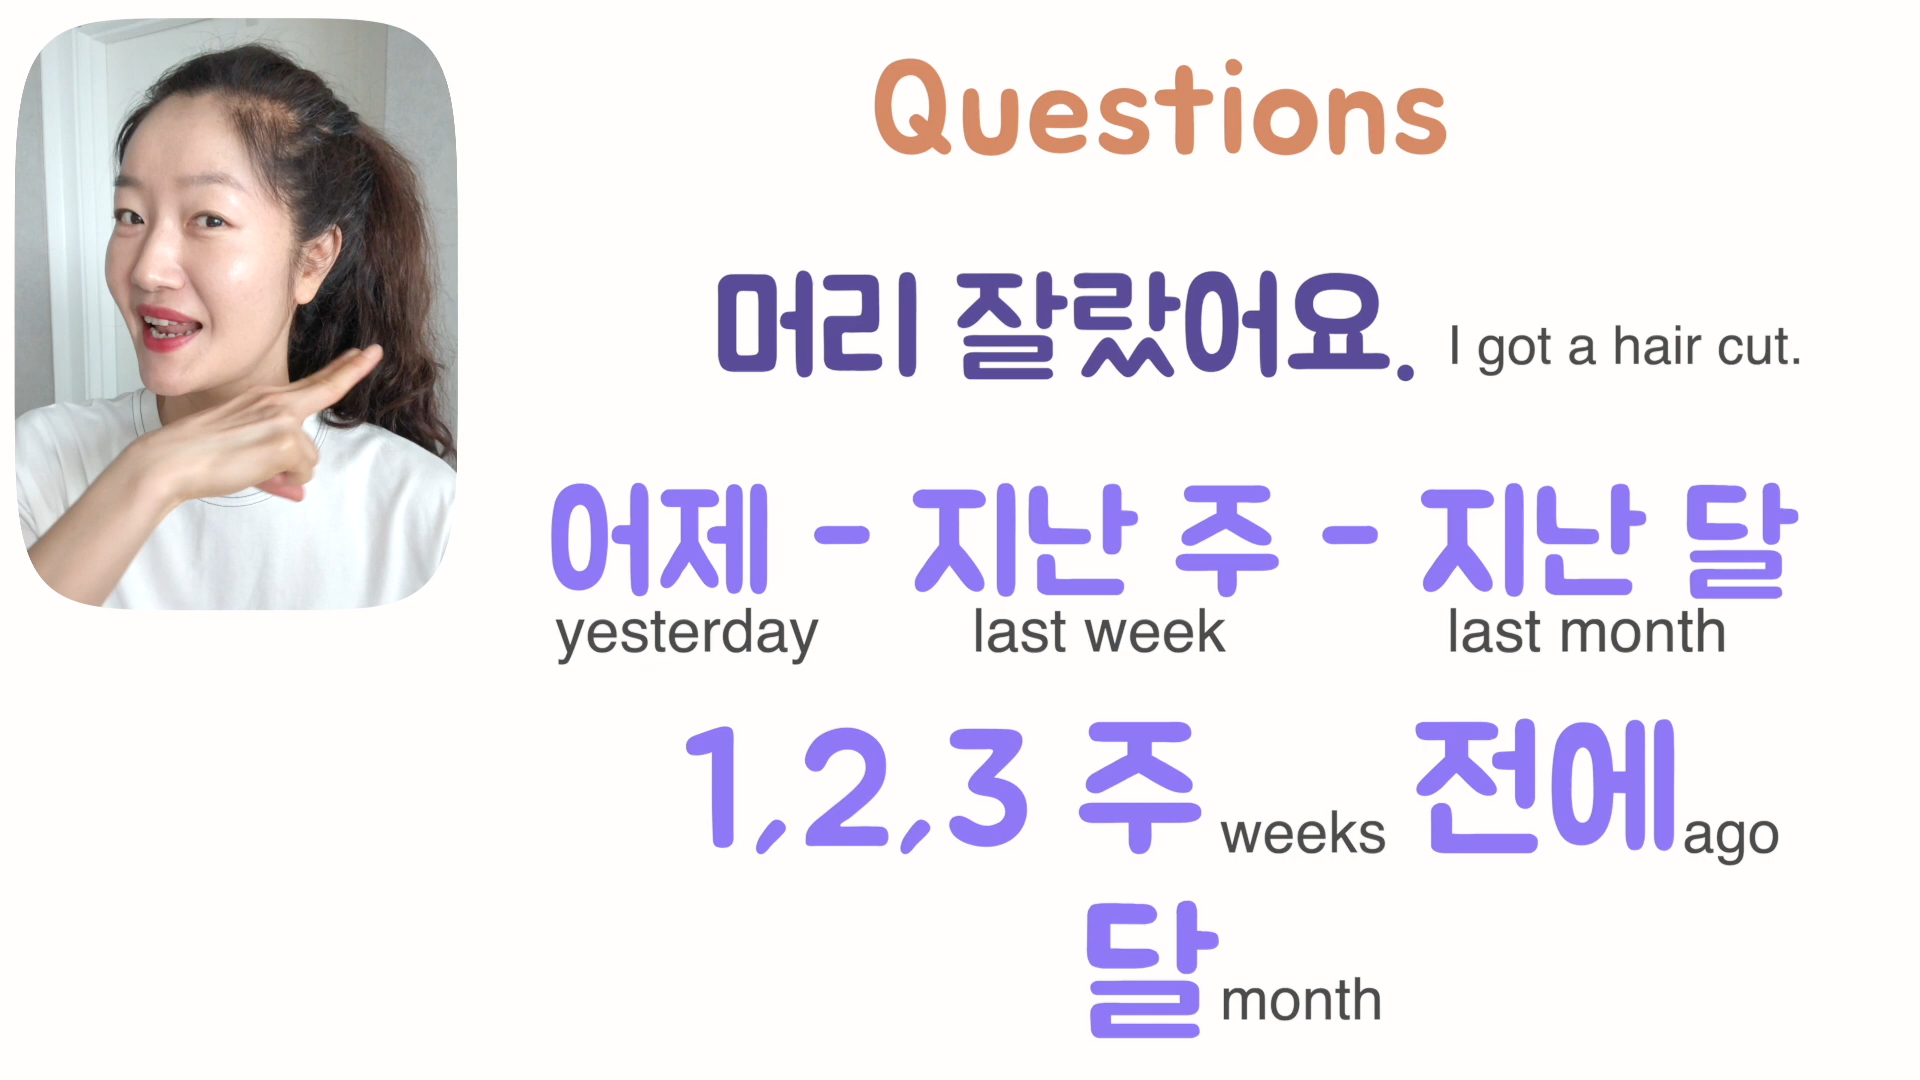 Questions
머리 잘랐어요. I got a hair cut.
어제 - 지난 주 - 지난 달
yesterday last week last month
1,2,3 주 weeks 전에 ago
달 month